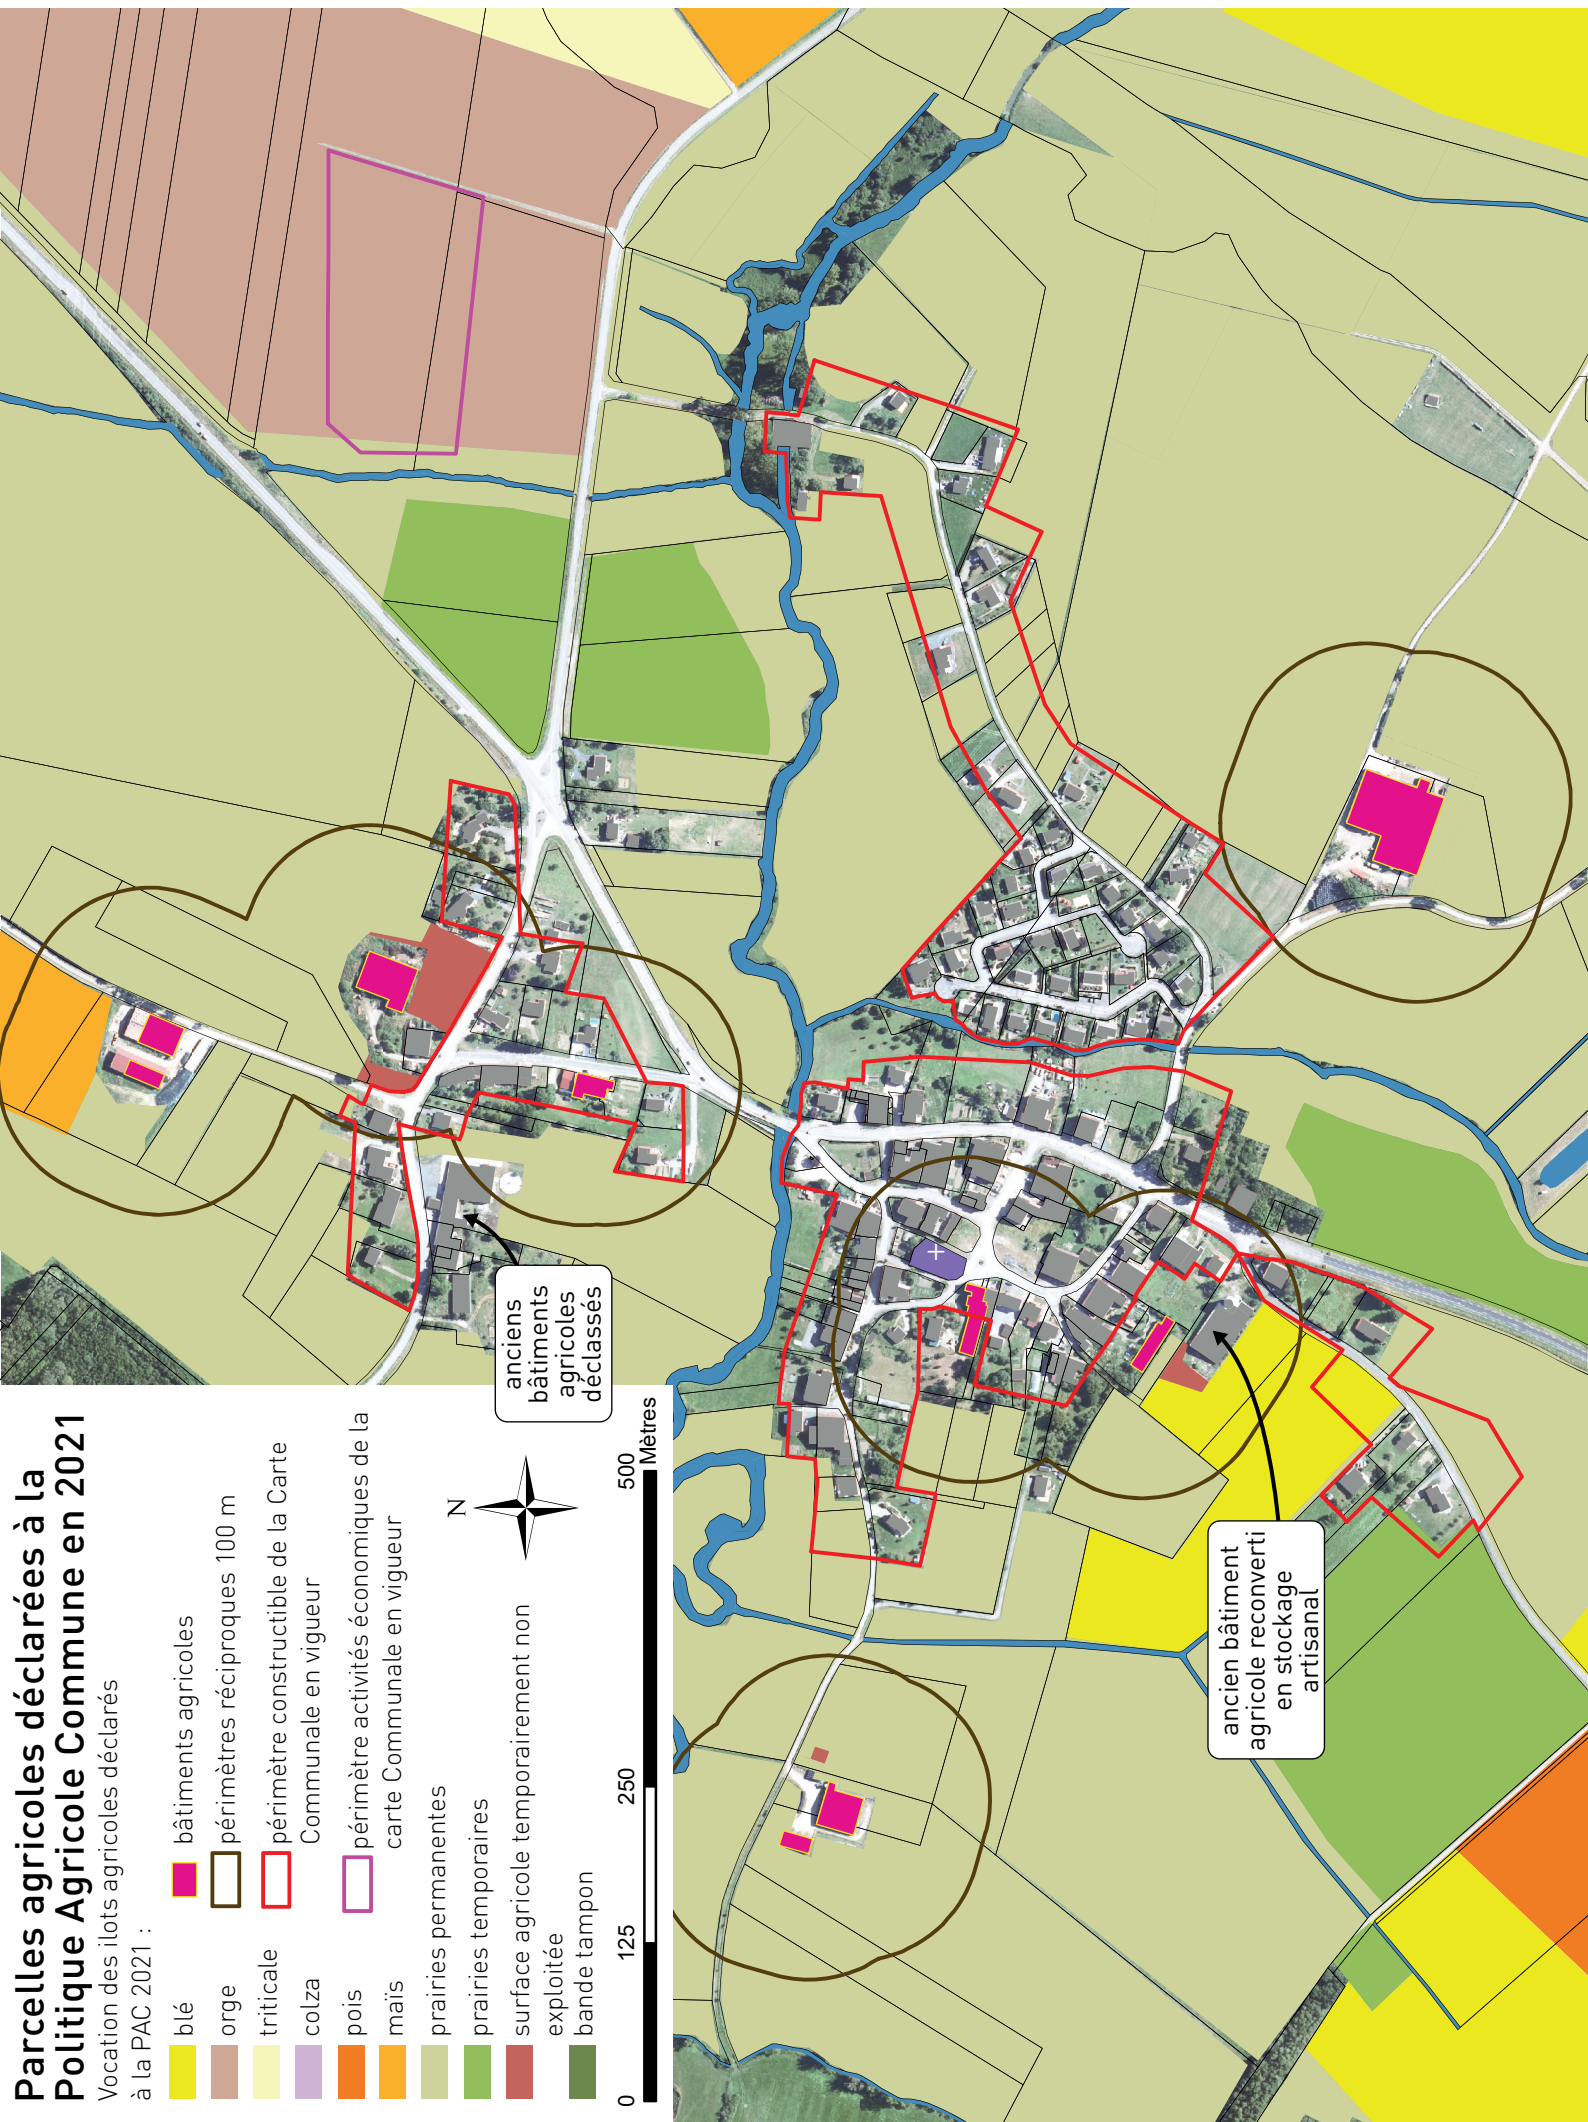 Parcelles agricoles déclarées à la
Politique Agricole Commune en 2021
Vocation des ilots agricoles déclarés
à la PAC 2021 :
blé
orge
triticale
colza
pois
maïs
prairies permanentes
prairies temporaires
surface agricole temporairement non
exploitée
bande tampon
bâtiments agricoles
périmètres réciproques 100 m
périmètre constructible de la Carte
Communale en vigueur
périmètre activités économiques de la
carte Communale en vigueur
N
0 125 250 500
Mètres
anciens
bâtiments
agricoles
déclassés
ancien bâtiment
agricole reconverti
en stockage
artisanal